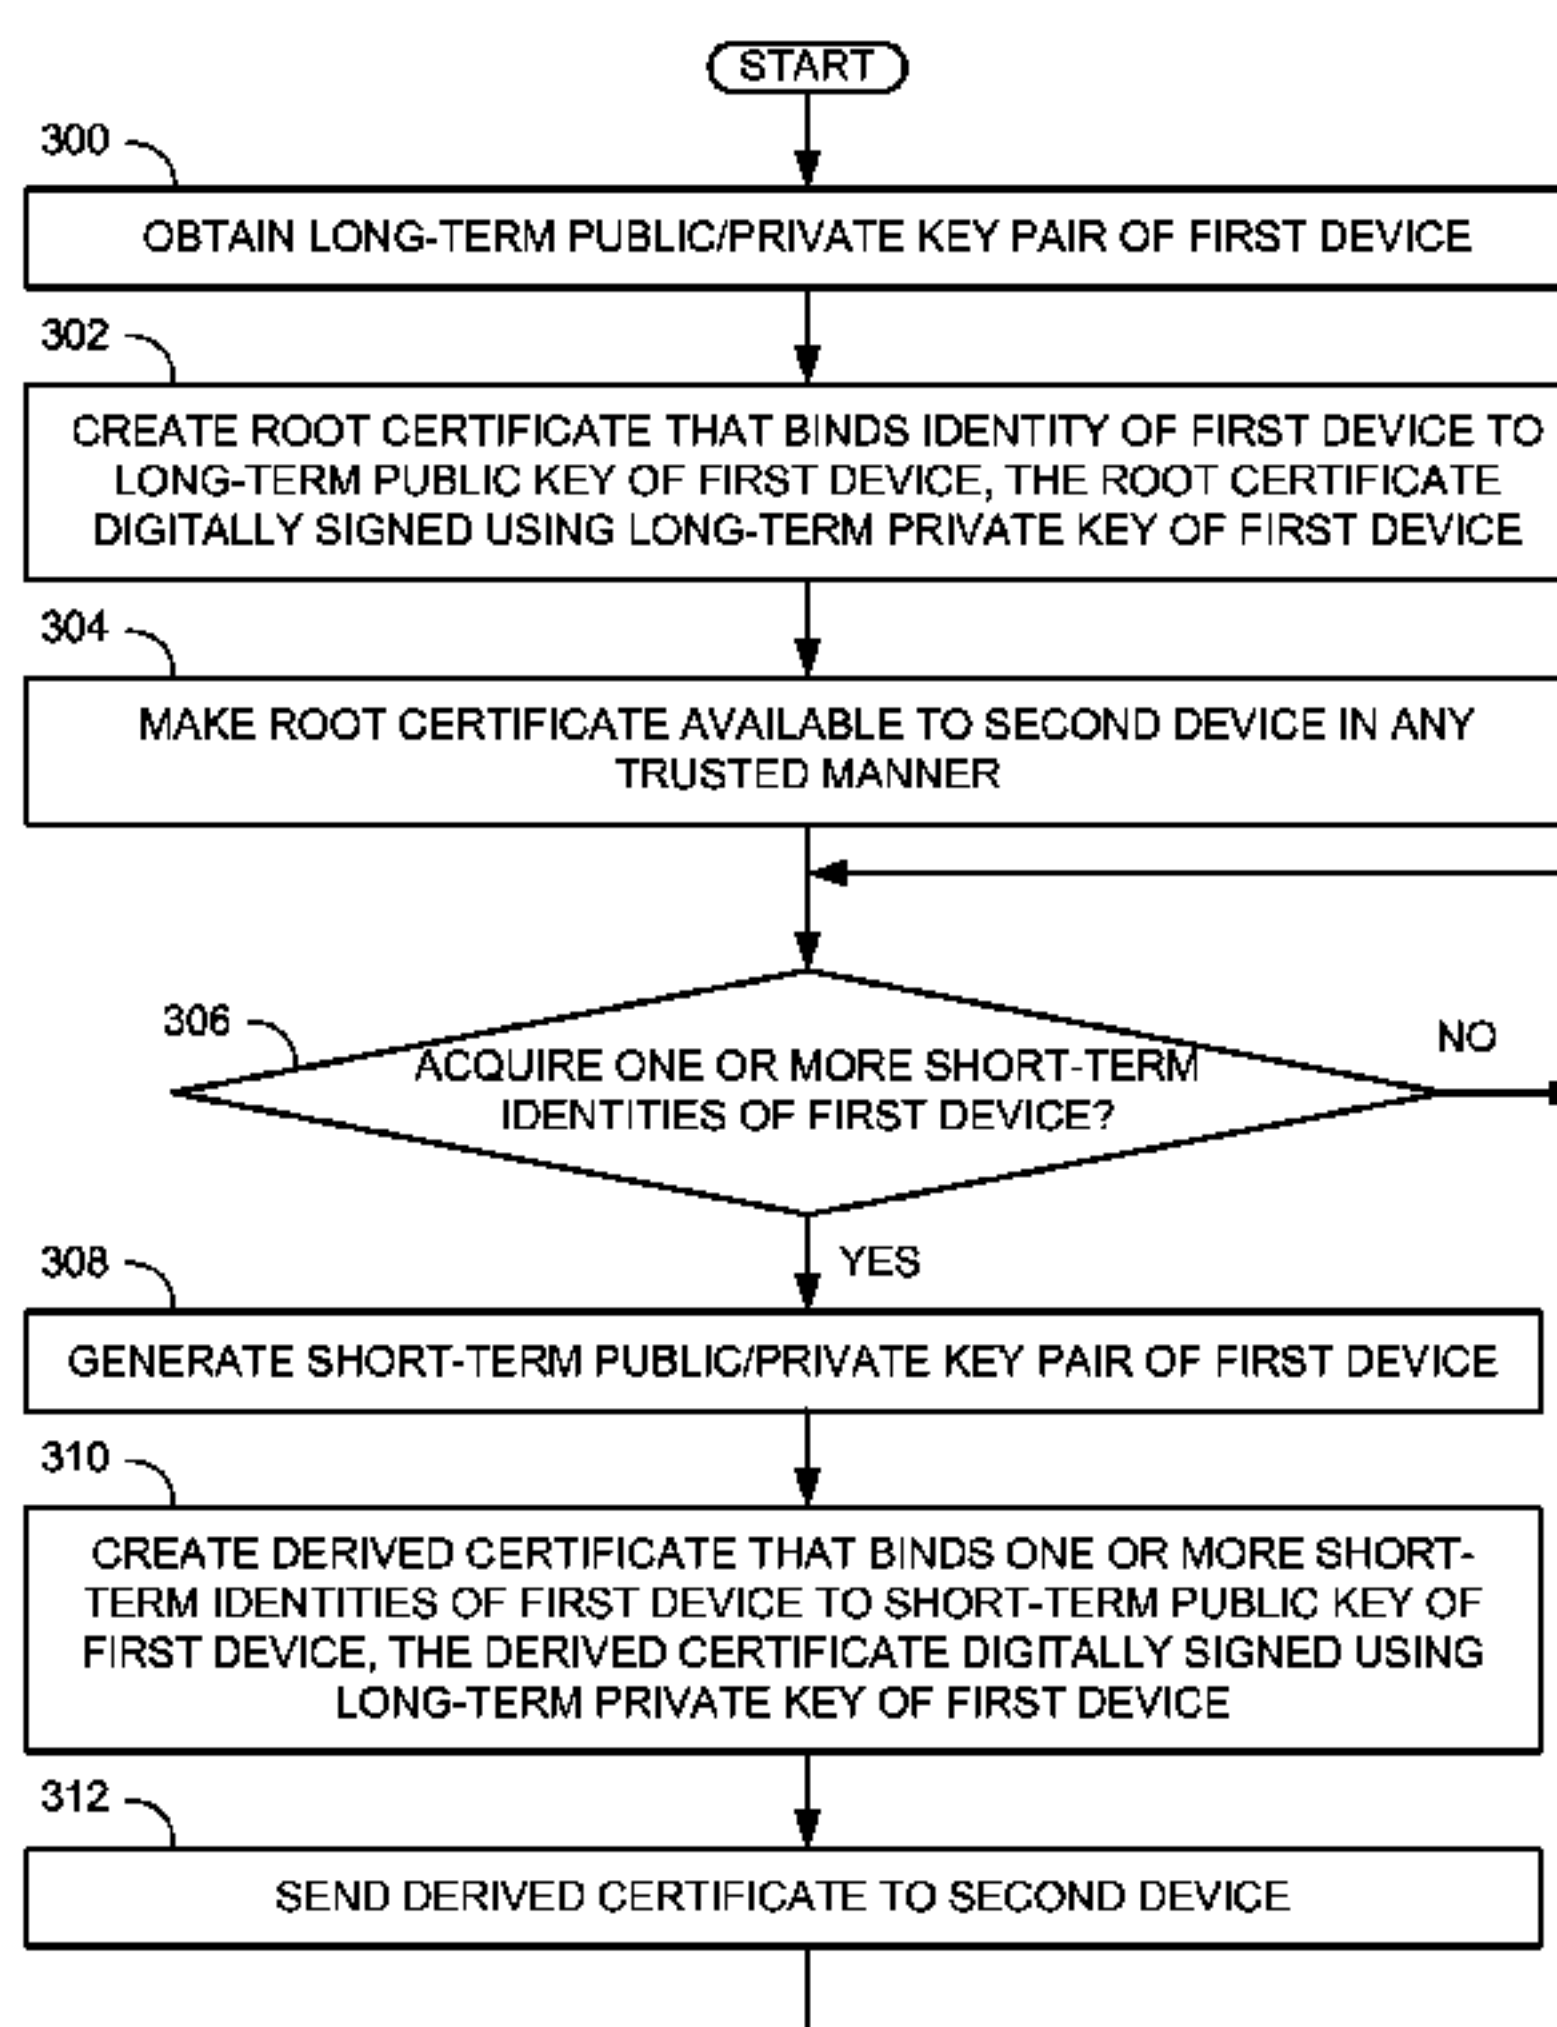 START
300
OBTAIN LONG-TERM PUBLIC/PRIVATE KEY PAIR OF FIRST DEVICE
302
CREATE ROOT CERTIFICATE THAT BINDS IDENTITY OF FIRST DEVICE TO
LONG-TERM PUBLIC KEY OF FIRST DEVICE, THE ROOT CERTIFICATE
DIGITALLY SIGNED USING LONG-TERM PRIVATE KEY OF FIRST DEVICE
304
MAKE ROOT CERTIFICATE AVAILABLE TO SECOND DEVICE IN ANY
TRUSTED MANNER
306
ACQUIRE ONE OR MORE SHORT-TERM
IDENTITIES OF FIRST DEVICE?
NO
YES
308
GENERATE SHORT-TERM PUBLIC/PRIVATE KEY PAIR OF FIRST DEVICE
310
CREATE DERIVED CERTIFICATE THAT BINDS ONE OR MORE SHORT-
TERM IDENTITIES OF FIRST DEVICE TO SHORT-TERM PUBLIC KEY OF
FIRST DEVICE, THE DERIVED CERTIFICATE DIGITALLY SIGNED USING
LONG-TERM PRIVATE KEY OF FIRST DEVICE
312
SEND DERIVED CERTIFICATE TO SECOND DEVICE